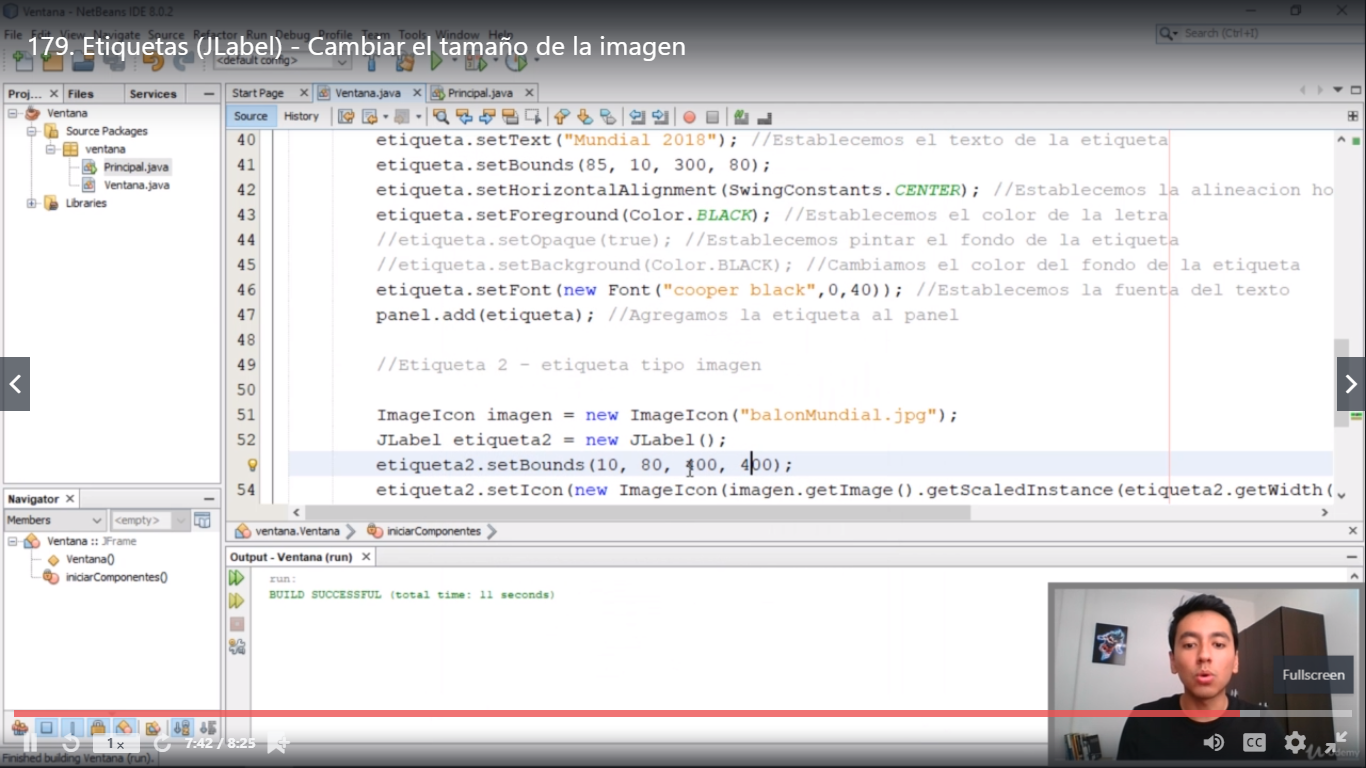 Ventana - NetBeans IDE 8.0.2
File Edit View Navigate Source Refactor Run Debug Profile Team Tools Window Help
Search (Ctrl+I)
179. Etiquetas (JLabel) - Cambiar el tamaño de la imagen
<default config>
Proj... Files Services
Start Page Ventana.java Principal.java
Source History
Ventana
Source Packages
ventana
Principal.java
Ventana.java
Libraries
40 etiqueta.setText("Mundial 2018"); //Establecemos el texto de la etiqueta
41 etiqueta.setBounds(85, 10, 300, 80);
42 etiqueta.setHorizontalAlignment(SwingConstants.CENTER); //Establecemos la alineacion ho
43 etiqueta.setForeground(Color.BLACK); //Establecemos el color de la letra
44 //etiqueta.setOpaque(true); //Establecemos pintar el fondo de la etiqueta
45 //etiqueta.setBackground(Color.BLACK); //Cambiamos el color del fondo de la etiqueta
46 etiqueta.setFont(new Font("cooper black",0,40)); //Establecemos la fuenta del texto
47 panel.add(etiqueta); //Agregamos la etiqueta al panel
48
49 //Etiqueta 2 - etiqueta tipo imagen
50
51 ImageIcon imagen = new ImageIcon("balonMundial.jpg");
52 JLabel etiqueta2 = new JLabel();
etiqueta2.setBounds(10, 80, 400, 400);
54 etiqueta2.setIcon(new ImageIcon(imagen.getImage().getScaledInstance(etiqueta2.getWidth(
ventana.Ventana iniciarComponentes
Navigator
Members <empty>
Ventana :: JFrame
Ventana()
iniciarComponentes()
Output - Ventana (run)
run:
BUILD SUCCESSFUL (total time: 11 seconds)
Fullscreen
1x
7:42 / 8:25
CC
Udemy
Finished building Ventana (run).